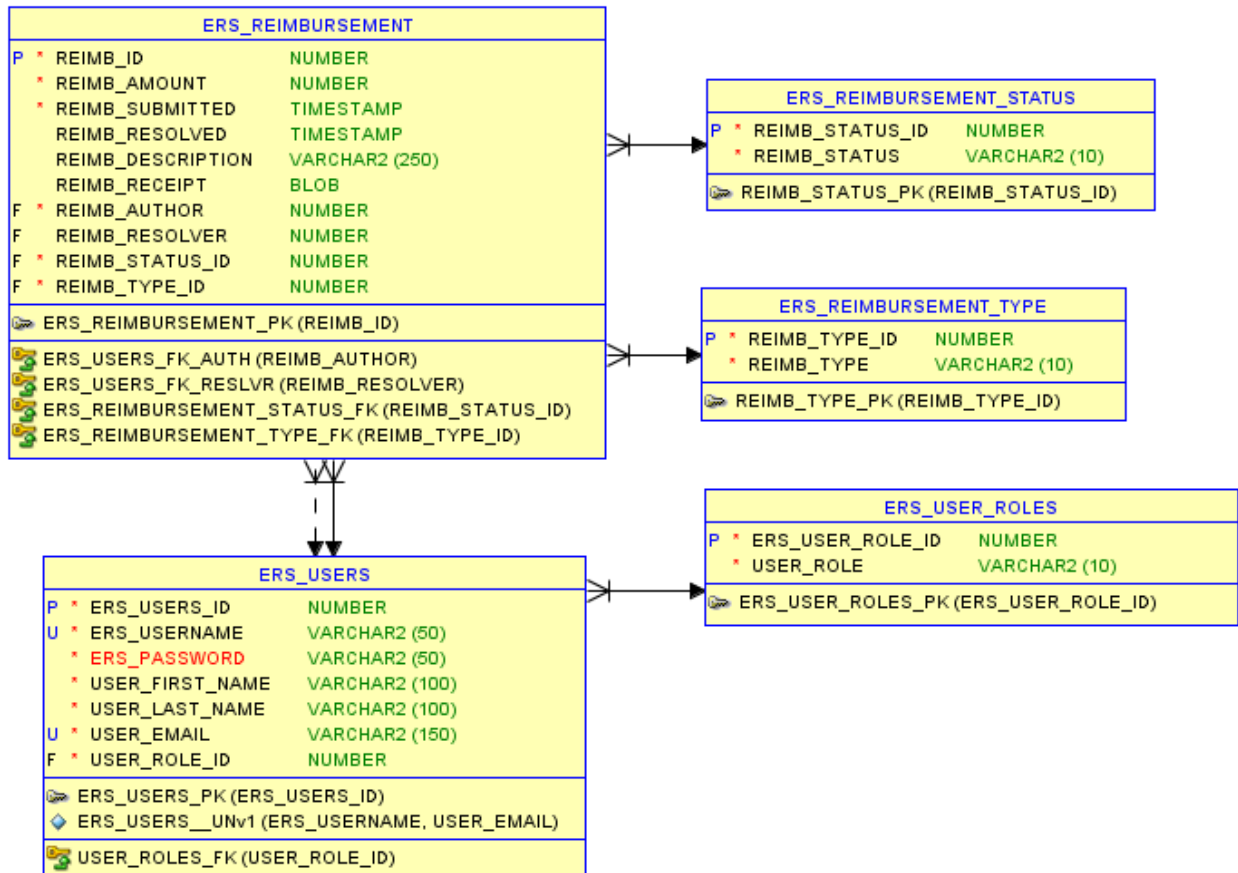 ERS_REIMBURSEMENT
P * REIMB_ID NUMBER
* REIMB_AMOUNT NUMBER
* REIMB_SUBMITTED TIMESTAMP
REIMB_RESOLVED TIMESTAMP
REIMB_DESCRIPTION VARCHAR2 (250)
REIMB_RECEIPT BLOB
F * REIMB_AUTHOR NUMBER
F REIMB_RESOLVER NUMBER
F * REIMB_STATUS_ID NUMBER
F * REIMB_TYPE_ID NUMBER
ERS_REIMBURSEMENT_PK (REIMB_ID)
ERS_USERS_FK_AUTH (REIMB_AUTHOR)
ERS_USERS_FK_RESLVR (REIMB_RESOLVER)
ERS_REIMBURSEMENT_STATUS_FK (REIMB_STATUS_ID)
ERS_REIMBURSEMENT_TYPE_FK (REIMB_TYPE_ID)
ERS_REIMBURSEMENT_STATUS
P * REIMB_STATUS_ID NUMBER
* REIMB_STATUS VARCHAR2 (10)
REIMB_STATUS_PK (REIMB_STATUS_ID)
ERS_REIMBURSEMENT_TYPE
P * REIMB_TYPE_ID NUMBER
* REIMB_TYPE VARCHAR2 (10)
REIMB_TYPE_PK (REIMB_TYPE_ID)
ERS_USERS
P * ERS_USERS_ID NUMBER
U * ERS_USERNAME VARCHAR2 (50)
* ERS_PASSWORD VARCHAR2 (50)
* USER_FIRST_NAME VARCHAR2 (100)
* USER_LAST_NAME VARCHAR2 (100)
U * USER_EMAIL VARCHAR2 (150)
F * USER_ROLE_ID NUMBER
ERS_USERS_PK (ERS_USERS_ID)
ERS_USERS__UNv1 (ERS_USERNAME, USER_EMAIL)
USER_ROLES_FK (USER_ROLE_ID)
ERS_USER_ROLES
P * ERS_USER_ROLE_ID NUMBER
* USER_ROLE VARCHAR2 (10)
ERS_USER_ROLES_PK (ERS_USER_ROLE_ID)